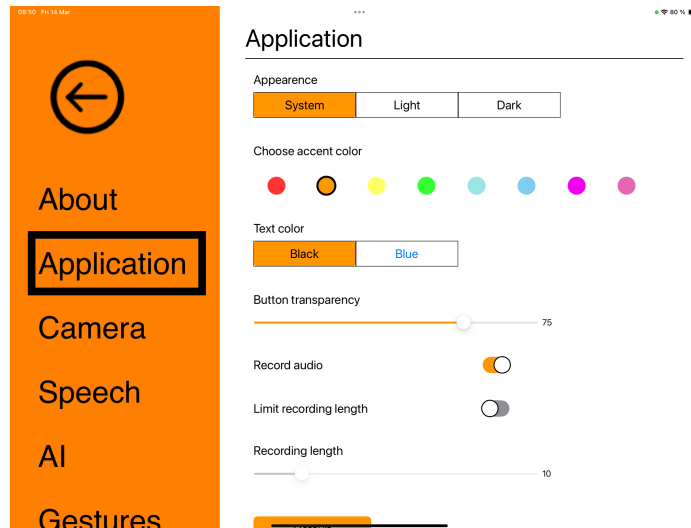 09:50 Fri 14 Mar
80 %
About
Application
Camera
Speech
AI
Gestures
Application
Appearence
System Light Dark
Choose accent color
Text color
Black Blue
Button transparency
75
Record audio
Limit recording length
Recording length
10